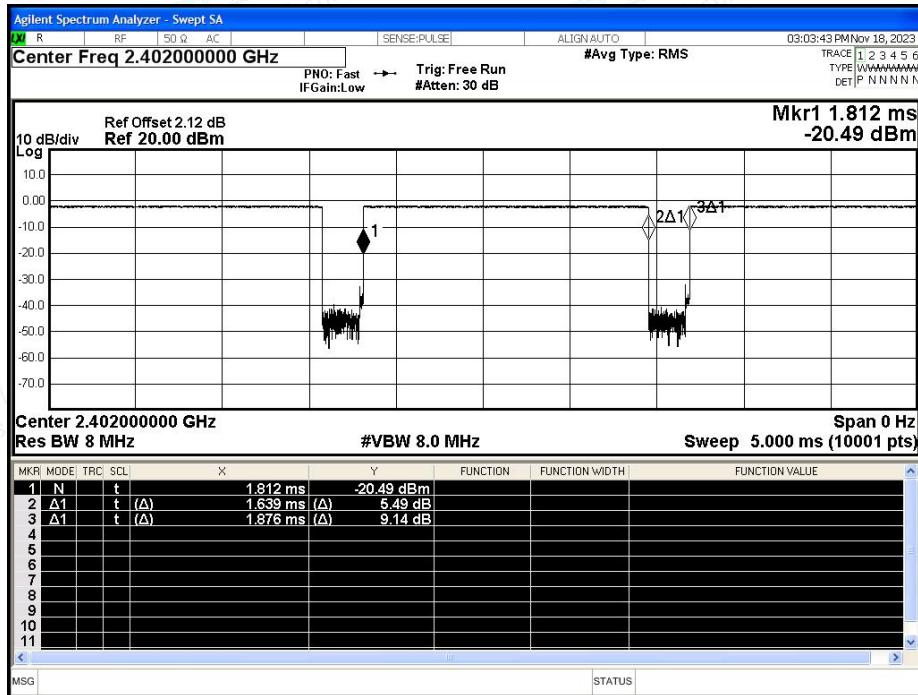 Agilent Spectrum Analyzer - Swept SA
LXI R RF 50 Ω AC SENSE:PULSE ALIGN AUTO 03:03:43 PM Nov 18, 2023
Center Freq 2.402000000 GHz #Avg Type: RMS TRACE 1 2 3 4 5 6
PNO: Fast Trig: Free Run TYPE WWWWWW
IFGain:Low #Atten: 30 dB DET P N N N N N
Mkr1 1.812 ms
-20.49 dBm
Ref Offset 2.12 dB
10 dB/div Ref 20.00 dBm
Log
10.0
0.00
-10.0
-20.0
-30.0
-40.0
-50.0
-60.0
-70.0
1
2Δ1
3Δ1
Center 2.402000000 GHz Span 0 Hz
Res BW 8 MHz #VBW 8.0 MHz Sweep 5.000 ms (10001 pts)
MKR MODE TRC SCL X Y FUNCTION FUNCTION WIDTH FUNCTION VALUE
1 N t 1.812 ms -20.49 dBm
2 Δ1 t (Δ) 1.639 ms (Δ) 5.49 dB
3 Δ1 t (Δ) 1.876 ms (Δ) 9.14 dB
4
5
6
7
8
9
10
11
MSG STATUS